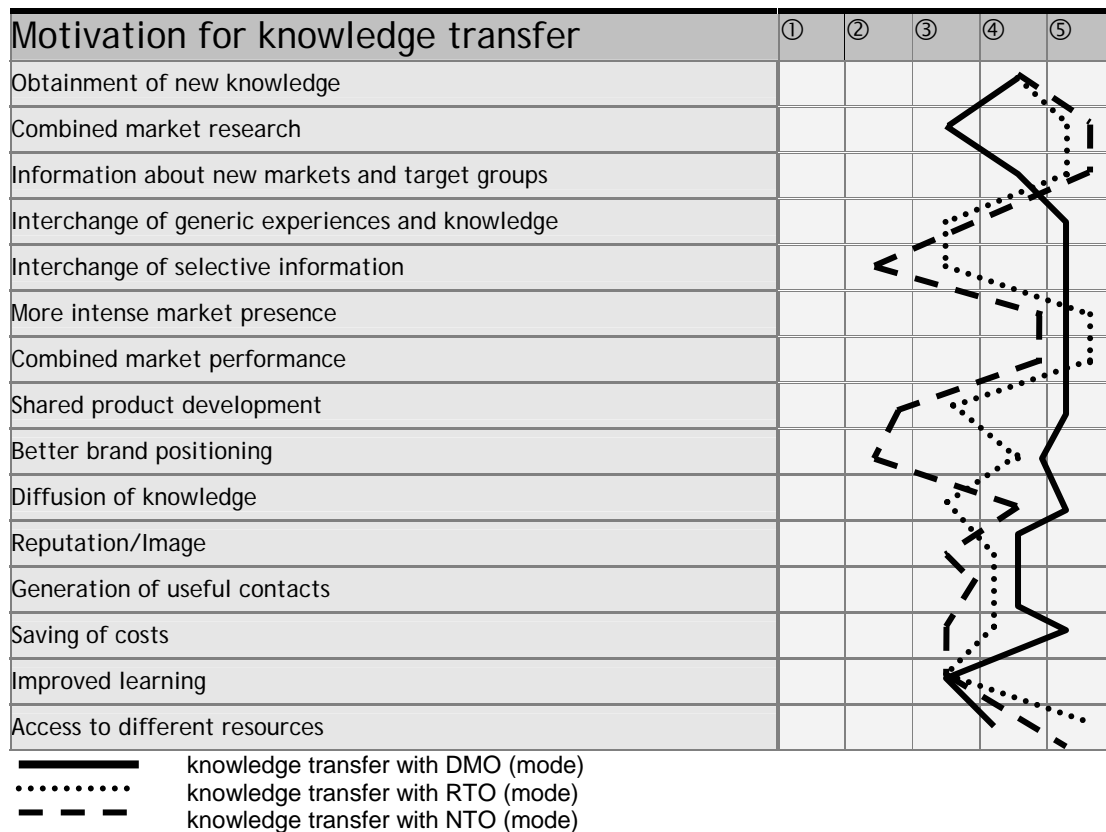 Motivation for knowledge transfer ① ② ③ ④ ⑤
Obtainment of new knowledge
Combined market research
Information about new markets and target groups
Interchange of generic experiences and knowledge
Interchange of selective information
More intense market presence
Combined market performance
Shared product development
Better brand positioning
Diffusion of knowledge
Reputation/Image
Generation of useful contacts
Saving of costs
Improved learning
Access to different resources
knowledge transfer with DMO (mode)
knowledge transfer with RTO (mode)
knowledge transfer with NTO (mode)